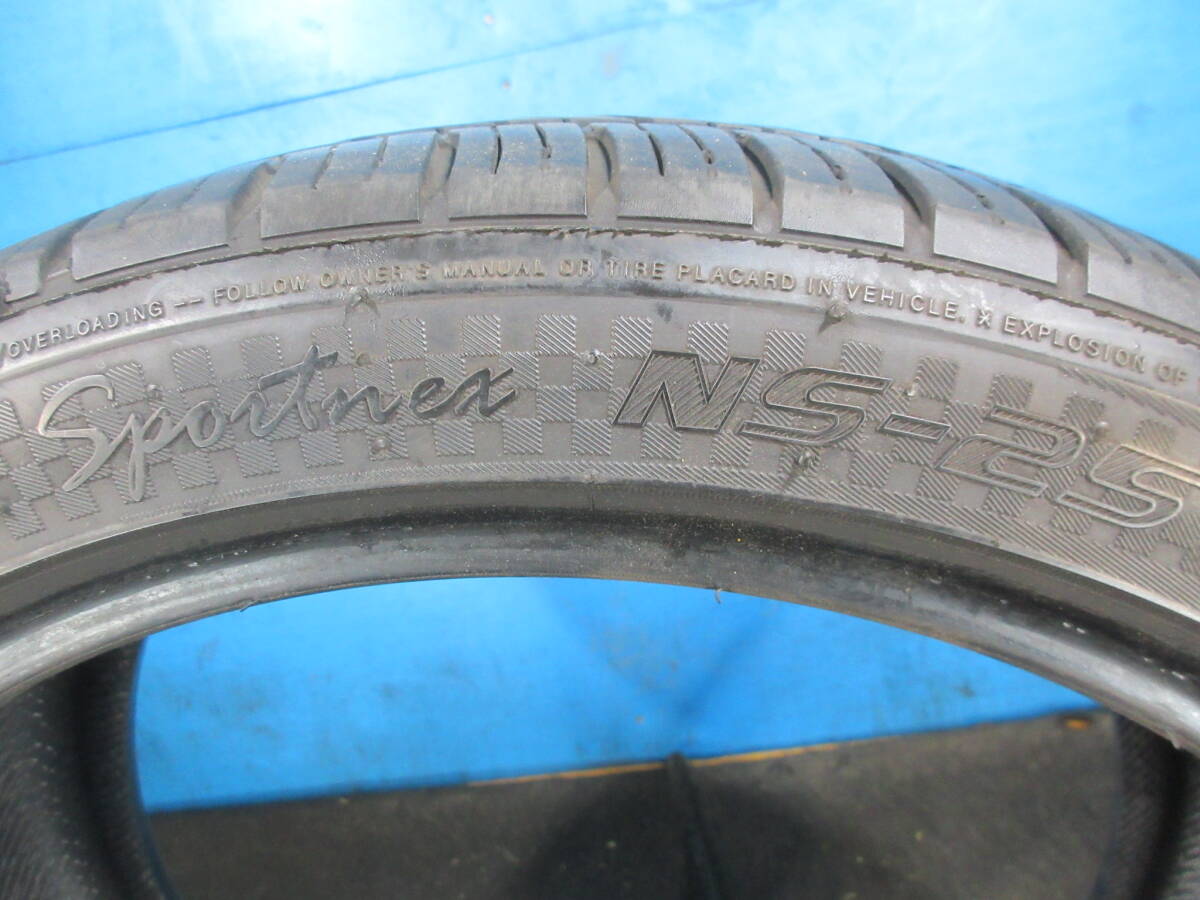 /OVERLOADING -- FOLLOW OWNER'S MANUAL OR TIRE PLACARD IN VEHICLE. * EXPLOSION OF
Sportnex NS-25